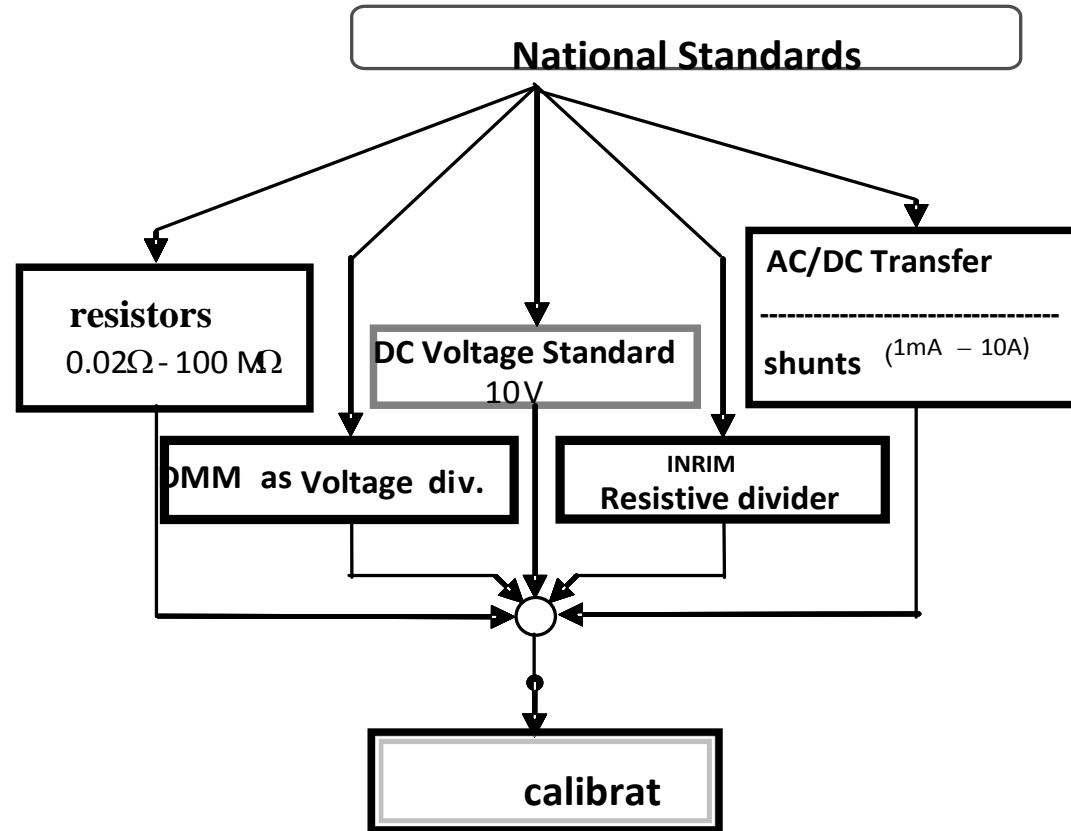 National Standards
resistors
0.02Ω - 100 MΩ
DC Voltage Standard
10V
AC/DC Transfer
---------------------------------
shunts (1mA – 10A)
DMM as Voltage div.
INRIM
Resistive divider
calibrat